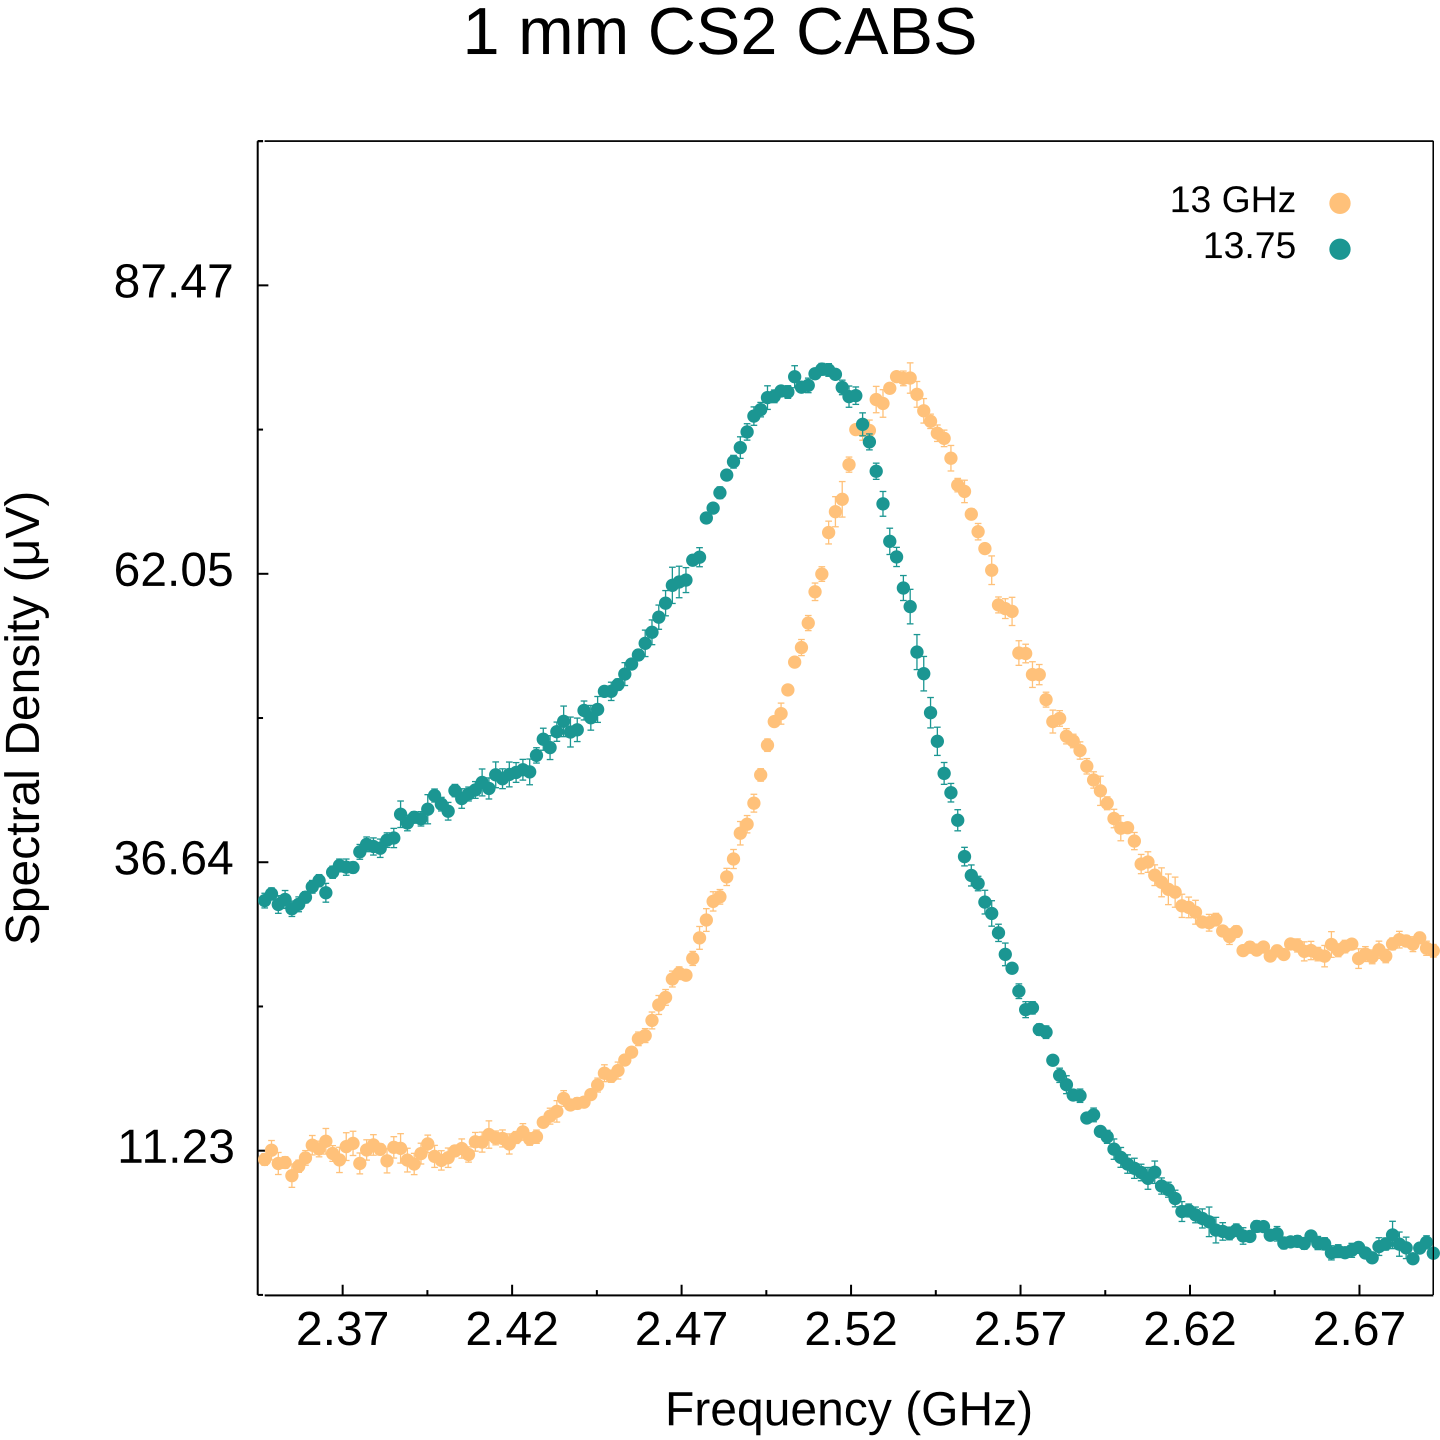 1 mm CS2 CABS
13 GHz
13.75
87.47
62.05
36.64
11.23
Spectral Density (μV)
2.37 2.42 2.47 2.52 2.57 2.62 2.67
Frequency (GHz)